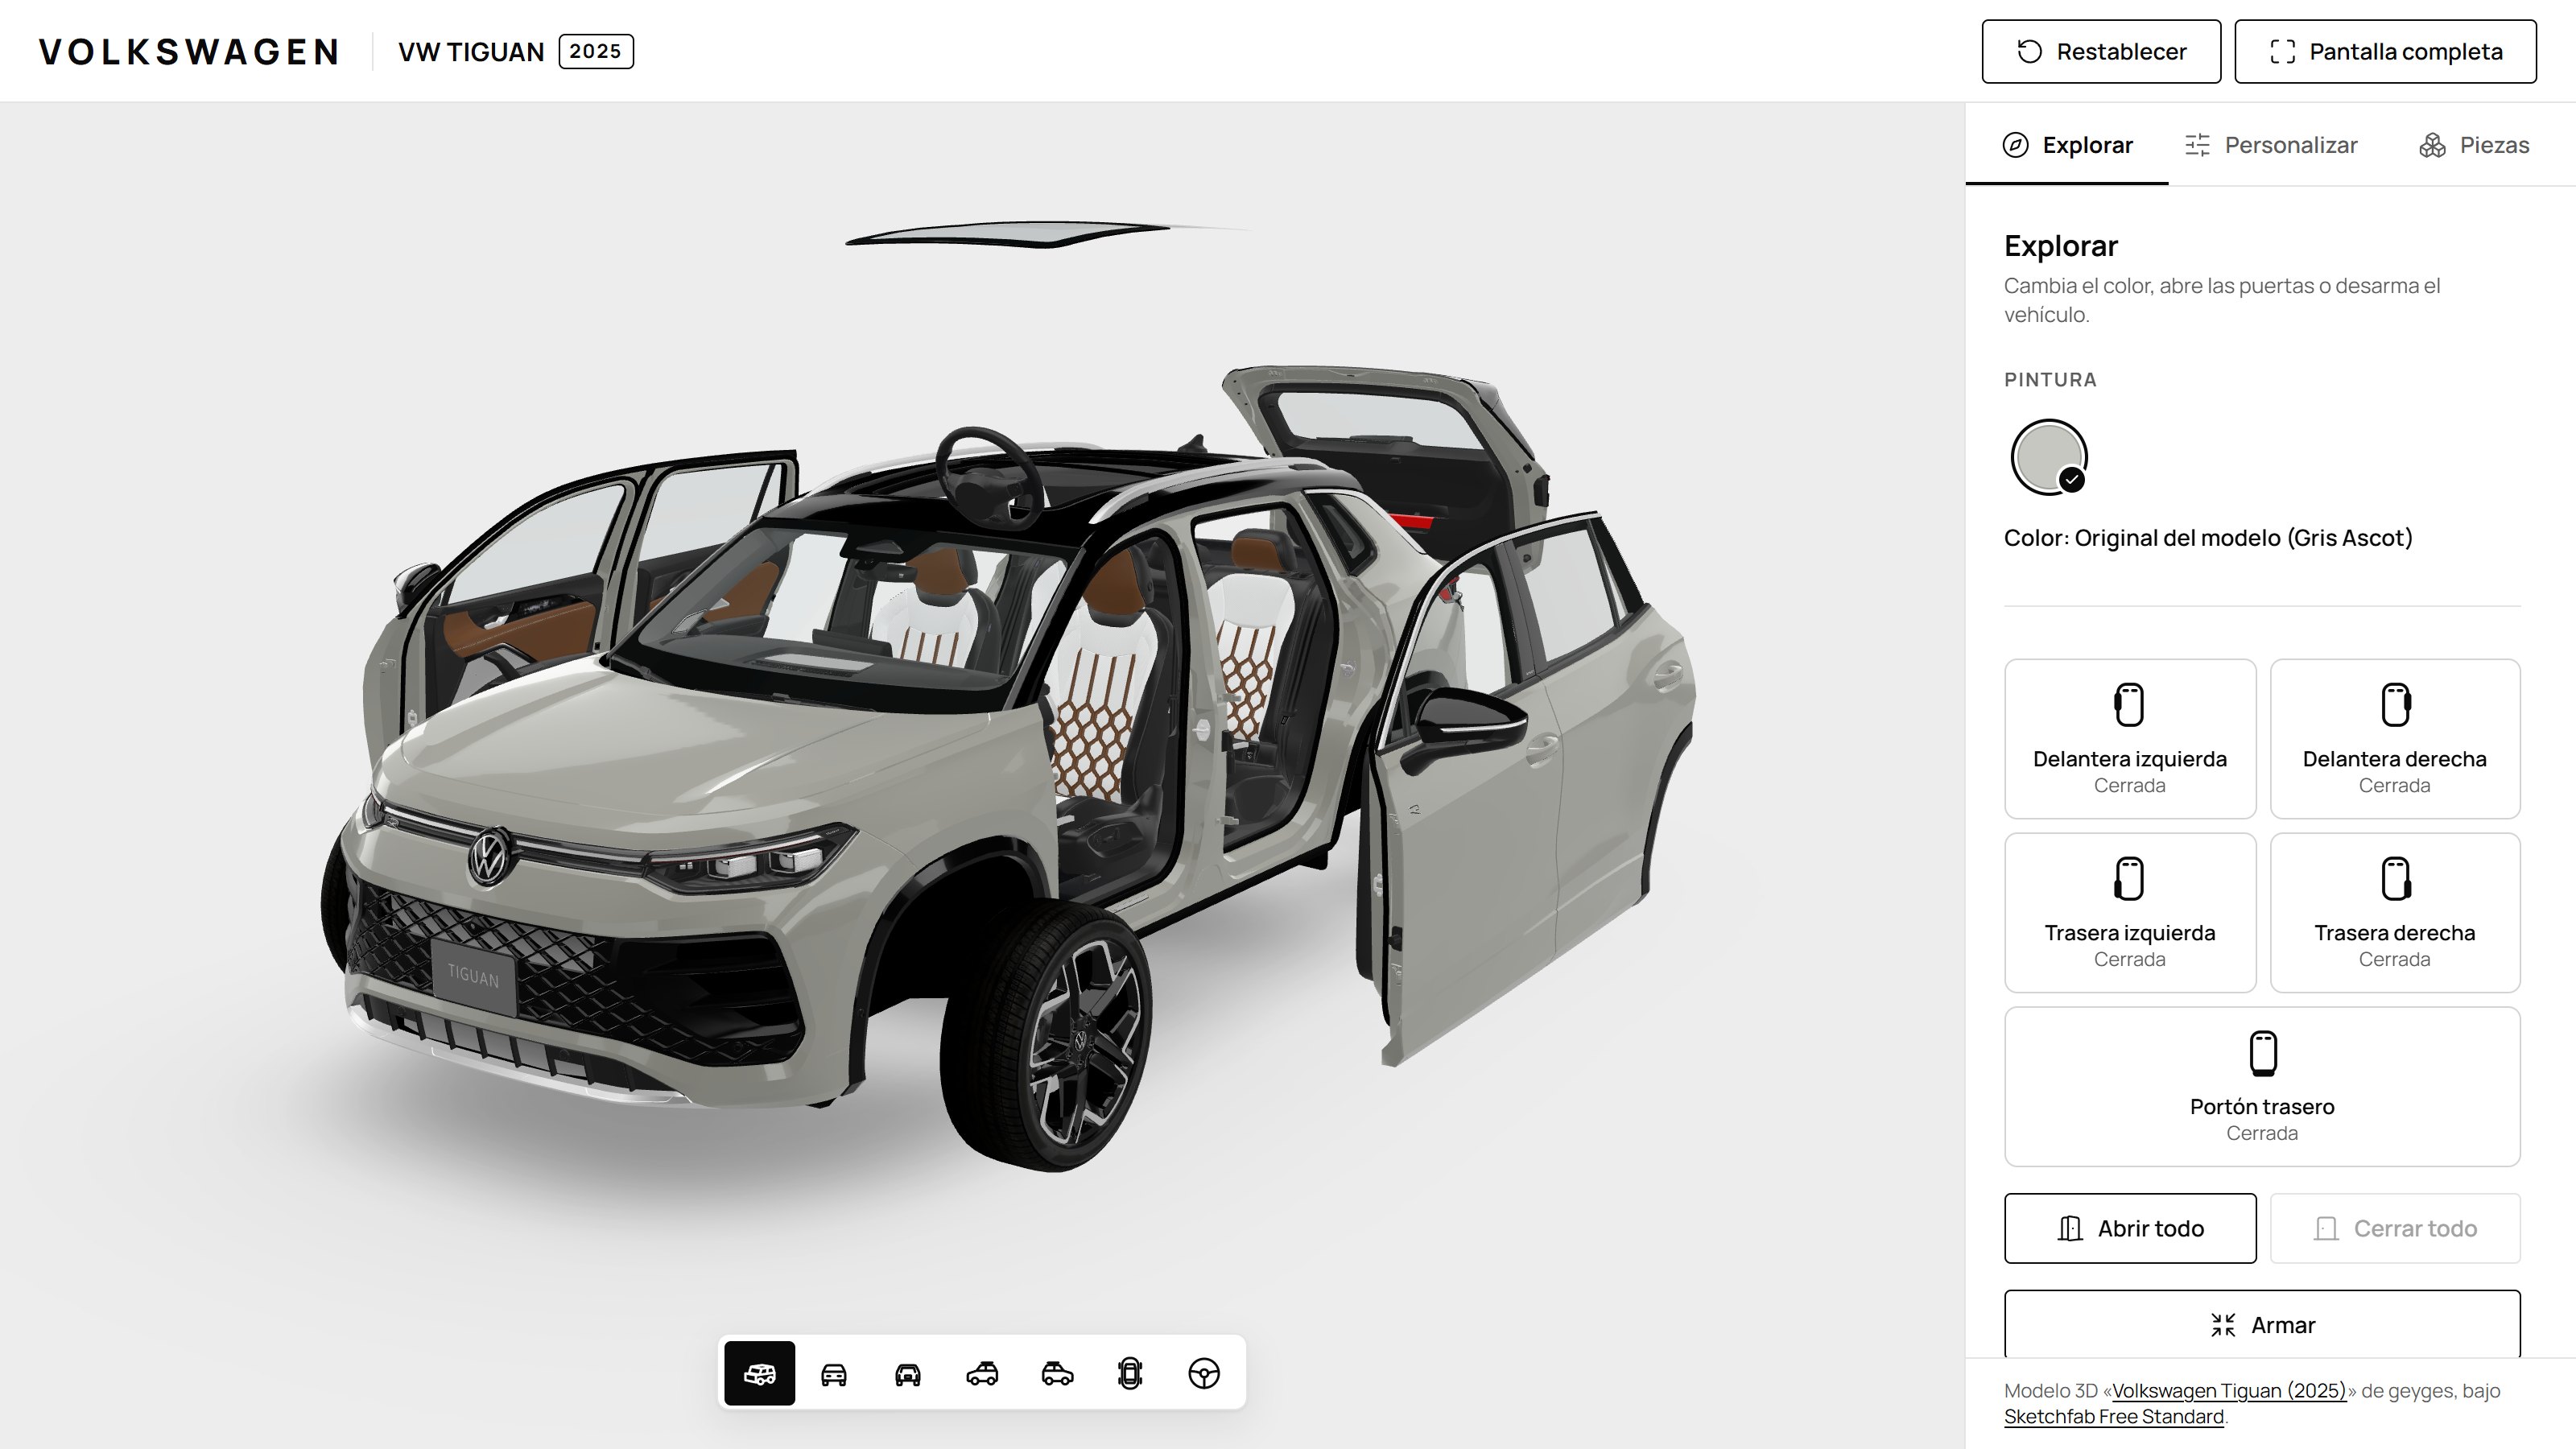 VOLKSWAGEN
VW TIGUAN
2025
Restablecer
Pantalla completa
Explorar
Personalizar
Piezas
Explorar
Cambia el color, abre las puertas o desarma el
vehículo.
PINTURA
Color: Original del modelo (Gris Ascot)
Delantera izquierda
Cerrada
Delantera derecha
Cerrada
Trasera izquierda
Cerrada
Trasera derecha
Cerrada
Portón trasero
Cerrada
Abrir todo
Cerrar todo
Armar
Modelo 3D «Volkswagen Tiguan (2025)» de geyges, bajo
Sketchfab Free Standard.
TIGUAN